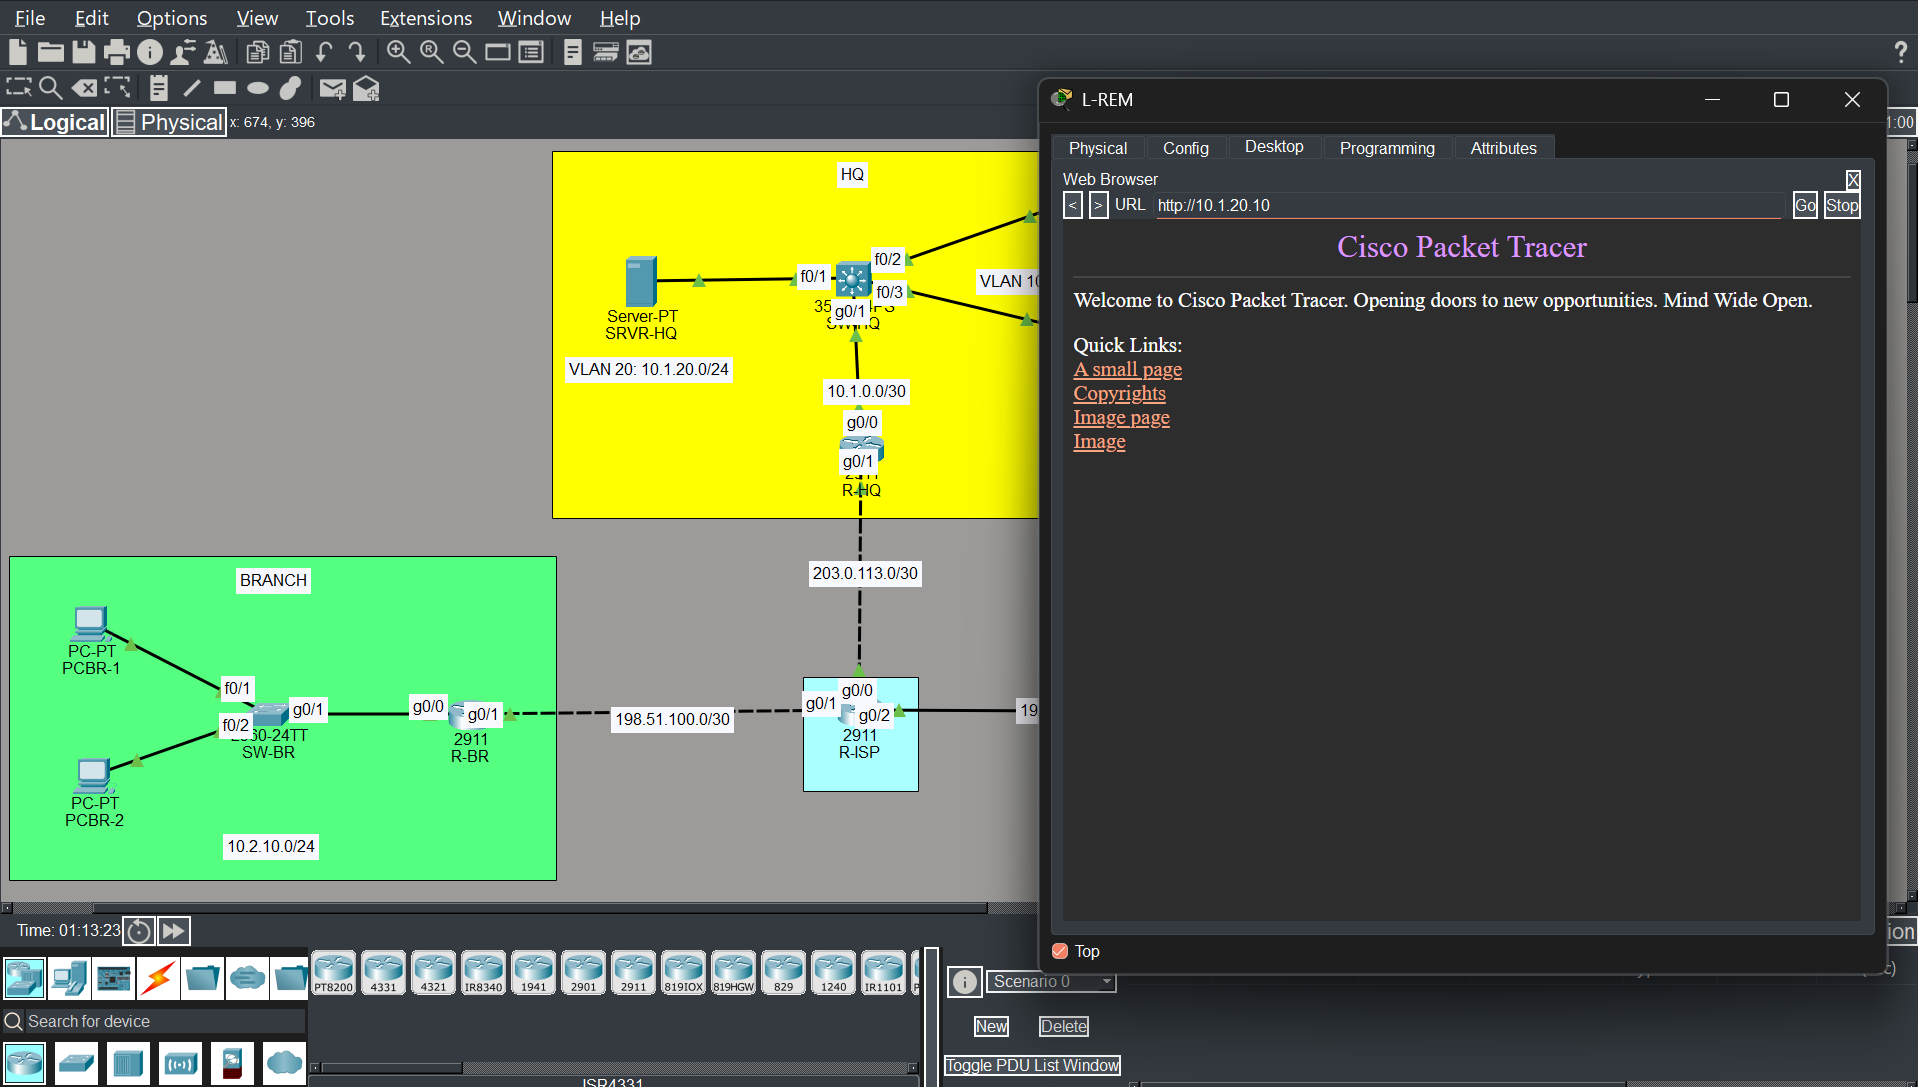 File Edit Options View Tools Extensions Window Help
Logical Physical x: 674, y: 396
1:00
HQ
f0/1
f0/2
f0/3
g0/1
Server-PT
SRVR-HQ
VLAN 20: 10.1.20.0/24
VLAN 10
10.1.0.0/30
g0/0
g0/1
R-HQ
203.0.113.0/30
BRANCH
PC-PT
PCBR-1
f0/1
f0/2
g0/1
SW-BR
PC-PT
PCBR-2
10.2.10.0/24
g0/0
g0/1
2911
R-BR
198.51.100.0/30
g0/0
g0/1
g0/2
2911
R-ISP
19
L-REM
Physical Config Desktop Programming Attributes
Web Browser
X
< > URL http://10.1.20.10 Go Stop
Cisco Packet Tracer
Welcome to Cisco Packet Tracer. Opening doors to new opportunities. Mind Wide Open.
Quick Links:
A small page
Copyrights
Image page
Image
Top
Time: 01:13:23
PT8200 4331 4321 IR8340 1941 2901 2911 819IOX 819HGW 829 1240 IR1101
Search for device
ISR4331
Scenario 0
New Delete
Toggle PDU List Window
ion